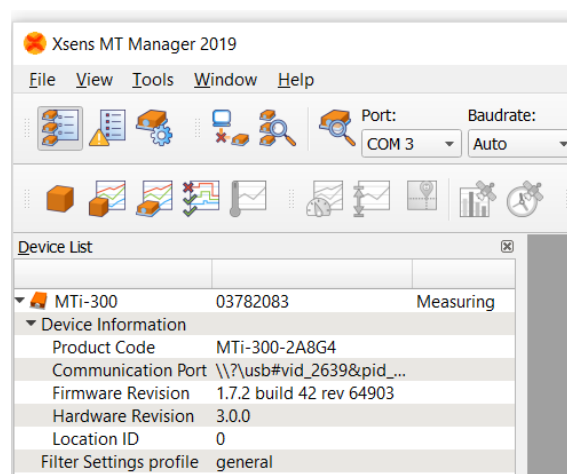 Xsens MT Manager 2019
File View Tools Window Help
Port: Baudrate:
COM 3 Auto
Device List
MTi-300 03782083 Measuring
Device Information
Product Code MTi-300-2A8G4
Communication Port \\?\usb#vid_2639&pid_...
Firmware Revision 1.7.2 build 42 rev 64903
Hardware Revision 3.0.0
Location ID 0
Filter Settings profile general